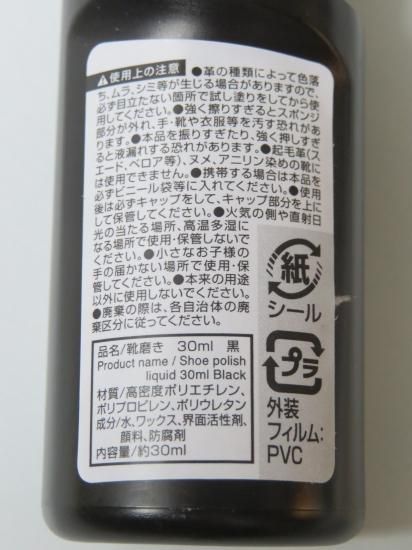 使用上の注意 ●革の種類によって色落
ち、ムラ、シミ等が生じる場合がありますので、
必ず目立たない箇所で試し塗りをしてから使
用してください。●強く擦りすぎるとスポンジ
部分が外れ、手・靴や衣服等を汚す恐れがあ
ります。●本品を振りすぎたり、強く押しすぎ
ると液漏れする恐れがあります。●起毛革(ス
エード、ベロア等)、ヌメ、アニリン染めの靴に
は使用できません。●携帯する場合は本品を
必ずビニール袋等に入れてください。●使用
後は必ずキャップをして、キャップ部分を上に
して保管してください。●火気の側や直射日
光の当たる場所、高温多湿に
なる場所で使用・保管しないで
ください。●小さなお子様の
手の届かない場所で使用・保
管してください。●本来の用途
以外に使用しないでください。
●廃棄の際は、各自治体の廃
棄区分に従ってください。
紙
シール
プラ
外装
フィルム:
PVC
品名/靴磨き 30ml 黒
Product name / Shoe polish
liquid 30ml Black
材質/高密度ポリエチレン、
ポリプロピレン、ポリウレタン
成分/水、ワックス、界面活性剤、
顔料、防腐剤
内容量/約30ml